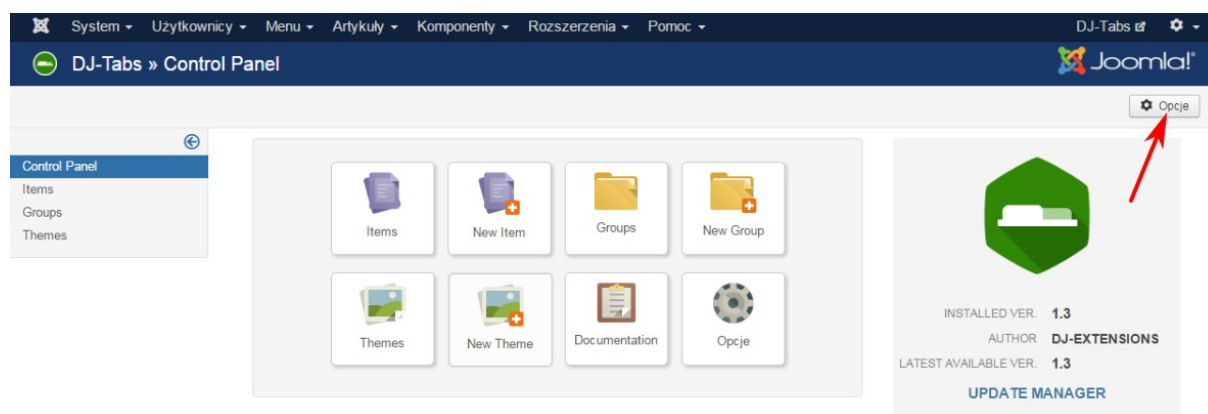 System Użytkownicy Menu Artykuły Komponenty Rozszerzenia Pomoc DJ-Tabs
DJ-Tabs » Control Panel Joomla!®
Opcje
Control Panel
Items
Groups
Themes
Items New Item Groups New Group
Themes New Theme Documentation Opcje
INSTALLED VER. 1.3
AUTHOR DJ-EXTENSIONS
LATEST AVAILABLE VER. 1.3
UPDATE MANAGER